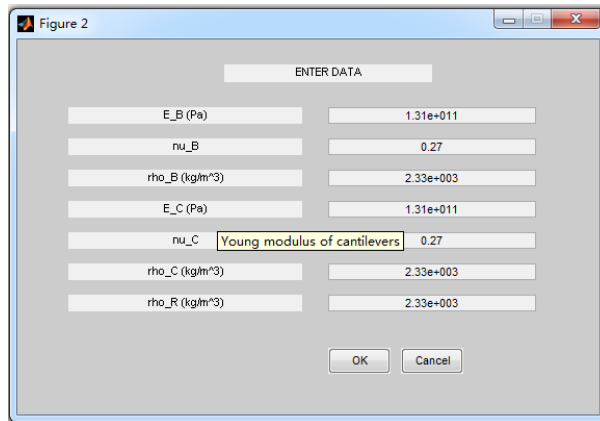 Figure 2
ENTER DATA
E_B (Pa) 1.31e+011
nu_B 0.27
rho_B (kg/m^3) 2.33e+003
E_C (Pa) 1.31e+011
nu_C Young modulus of cantilevers 0.27
rho_C (kg/m^3) 2.33e+003
rho_R (kg/m^3) 2.33e+003
OK Cancel